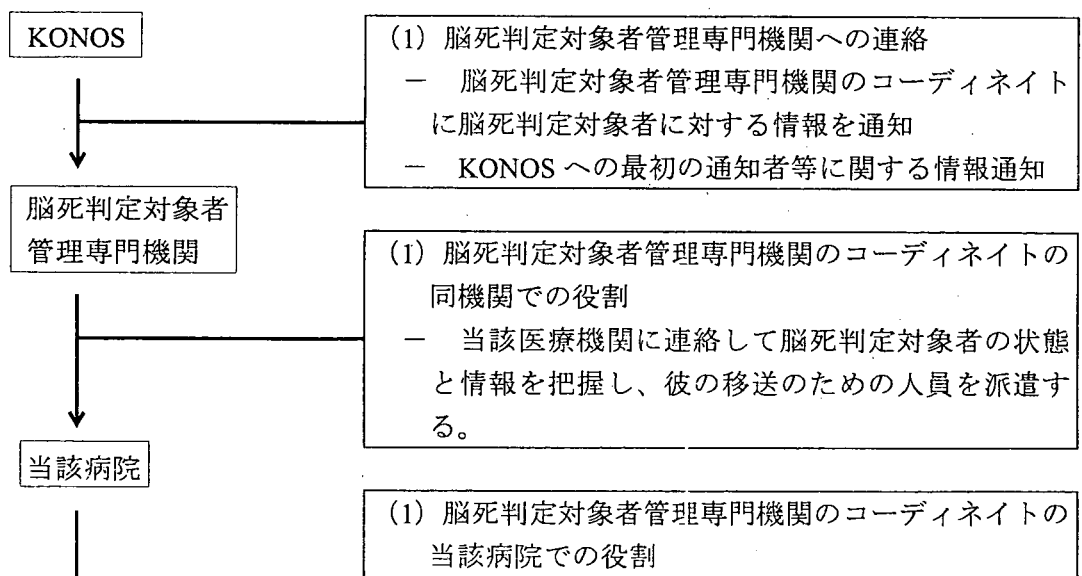 KONOS
(1) 脳死判定対象者管理専門機関への連絡
－ 脳死判定対象者管理専門機関のコーディネイト
に脳死判定対象者に対する情報を通知
－ KONOS への最初の通知者等に関する情報通知
脳死判定対象者
管理専門機関
(1) 脳死判定対象者管理専門機関のコーディネイトの
同機関での役割
－ 当該医療機関に連絡して脳死判定対象者の状態
と情報を把握し、彼の移送のための人員を派遣す
る。
当該病院
(1) 脳死判定対象者管理専門機関のコーディネイトの
当該病院での役割